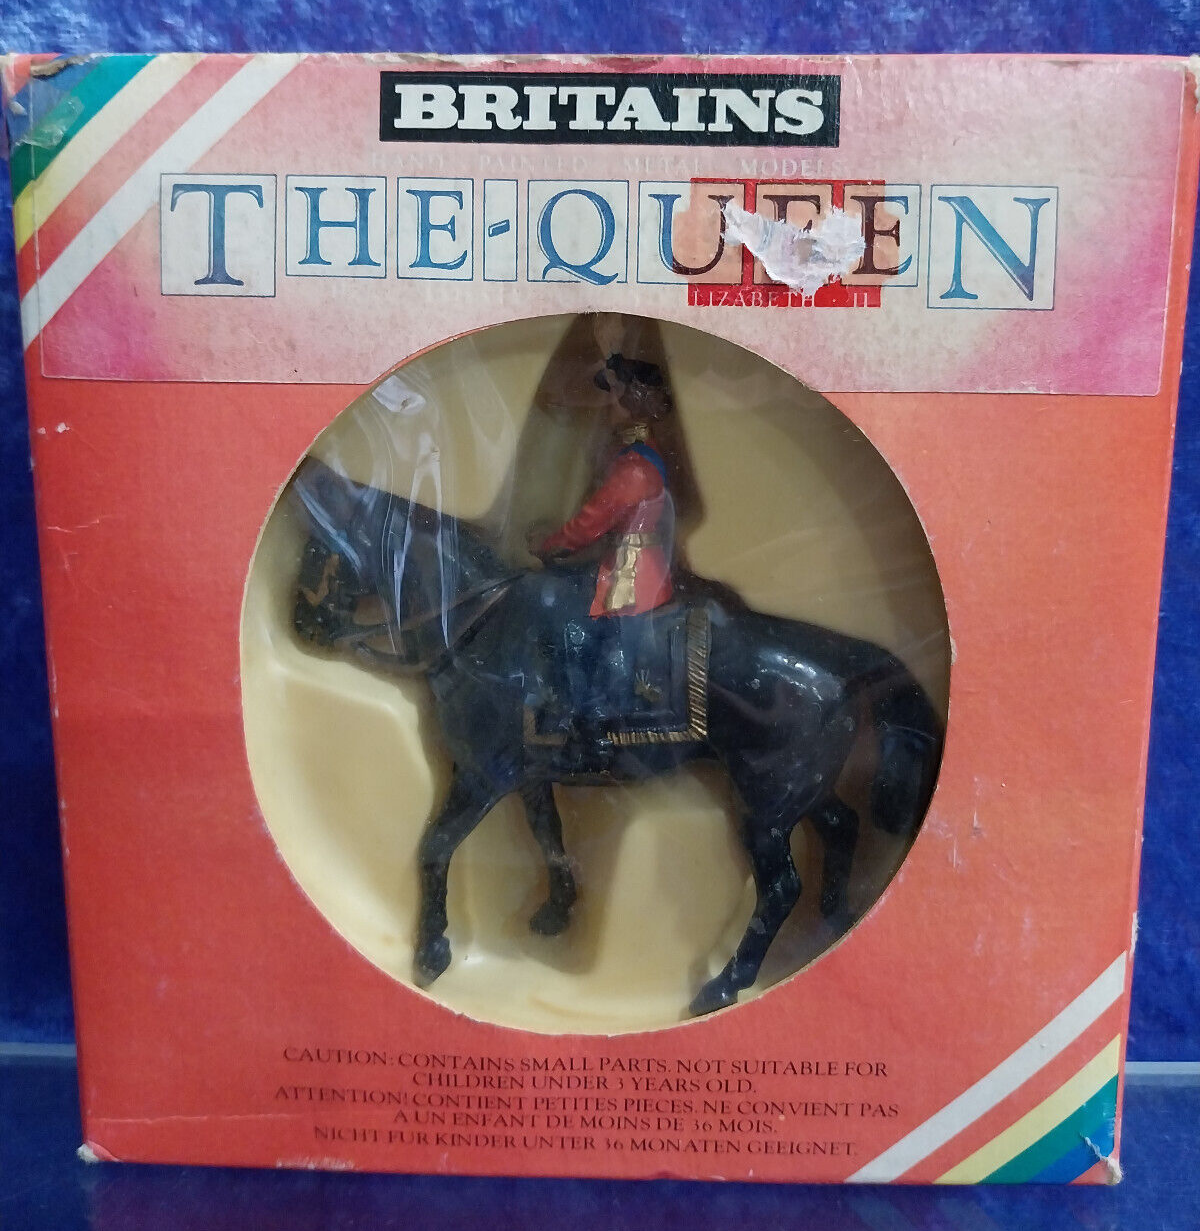 BRITAINS
HAND PAINTED METAL MODELS
THE-QUEEN
LIZABETH · II
CAUTION: CONTAINS SMALL PARTS. NOT SUITABLE FOR
CHILDREN UNDER 3 YEARS OLD.
ATTENTION! CONTIENT PETITES PIECES. NE CONVIENT PAS
A UN ENFANT DE MOINS DE 36 MOIS.
NICHT FUR KINDER UNTER 36 MONATEN GEEIGNET.